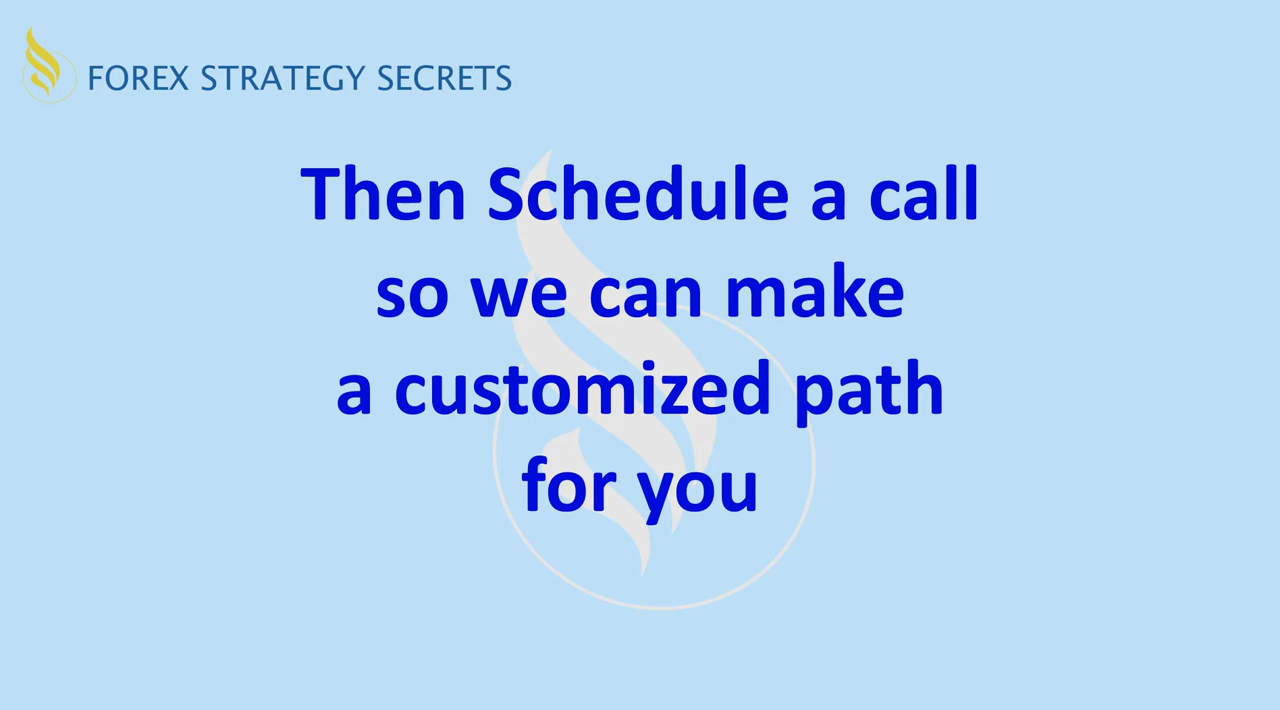 FOREX STRATEGY SECRETS
Then Schedule a call
so we can make
a customized path
for you